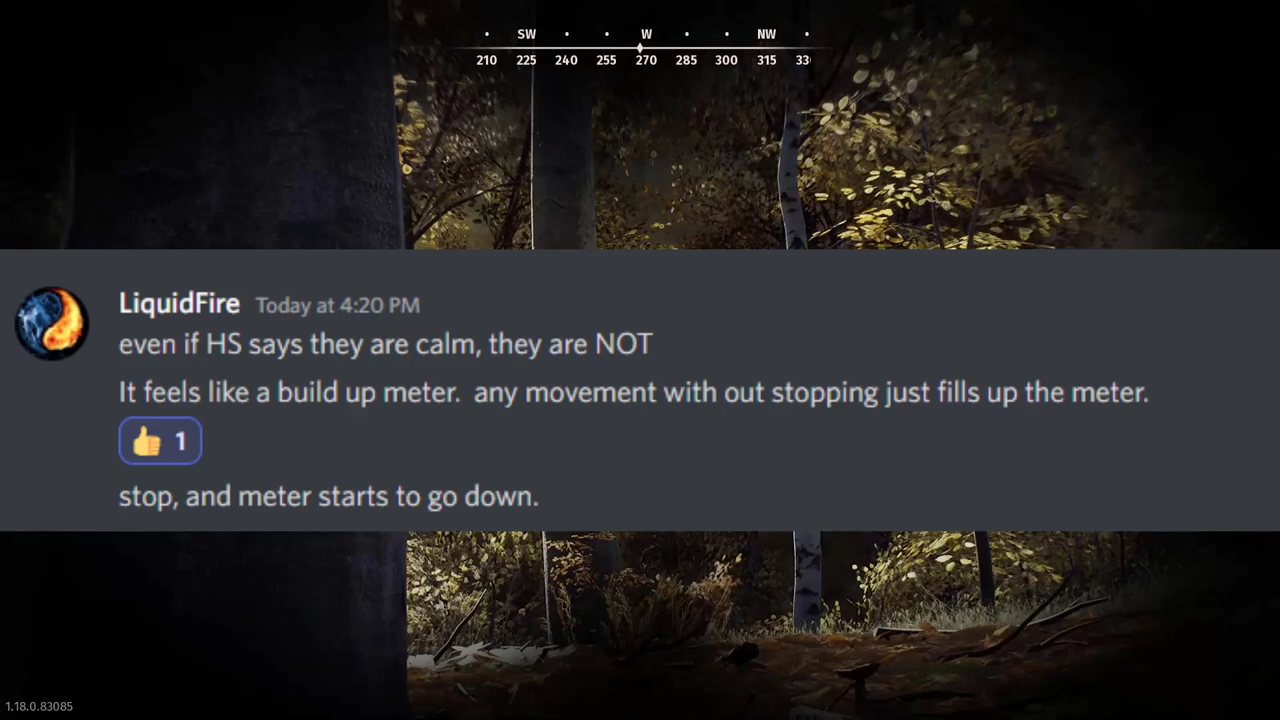 SW W NW
210 225 240 255 270 285 300 315 33
LiquidFire Today at 4:20 PM
even if HS says they are calm, they are NOT
It feels like a build up meter. any movement with out stopping just fills up the meter.
👍 1
stop, and meter starts to go down.
1.18.0.83085